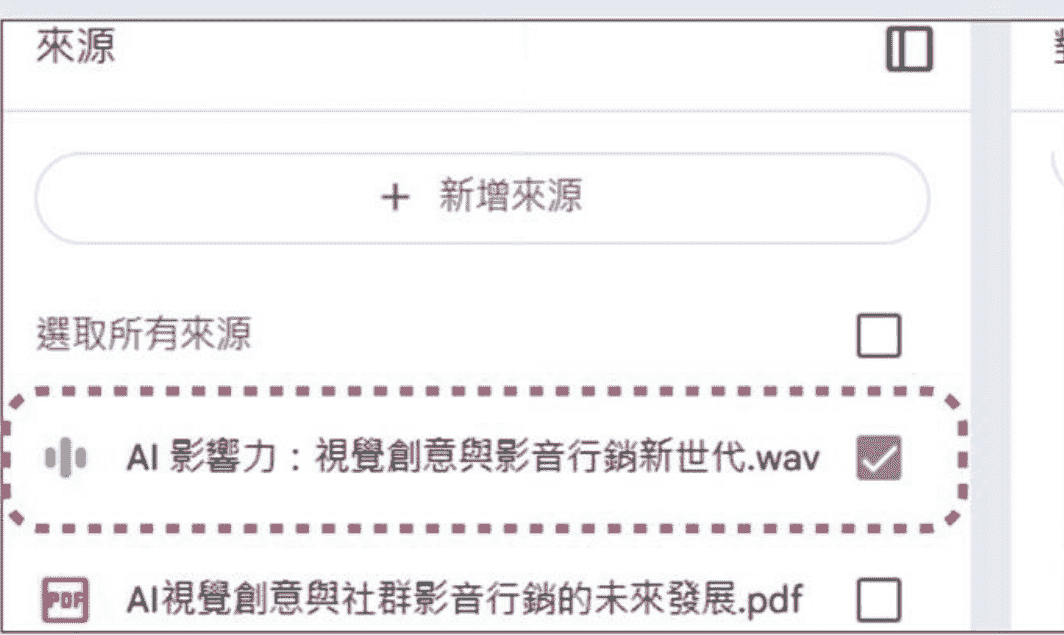 來源
+ 新增來源
選取所有來源
AI 影響力：視覺創意與影音行銷新世代.wav
PDF AI視覺創意與社群影音行銷的未來發展.pdf